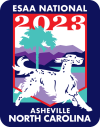 ESAA NATIONAL
2023
ASHEVILLE
NORTH CAROLINA